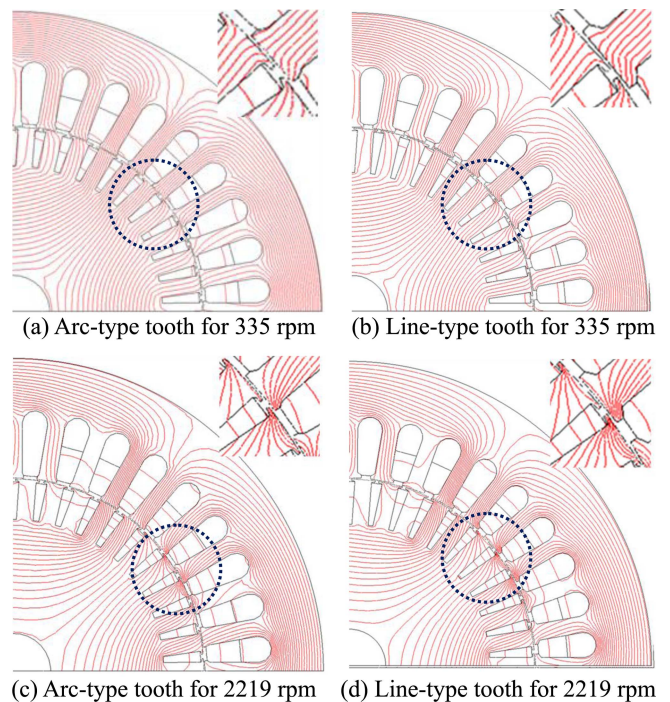 (a) Arc-type tooth for 335 rpm
(b) Line-type tooth for 335 rpm
(c) Arc-type tooth for 2219 rpm
(d) Line-type tooth for 2219 rpm